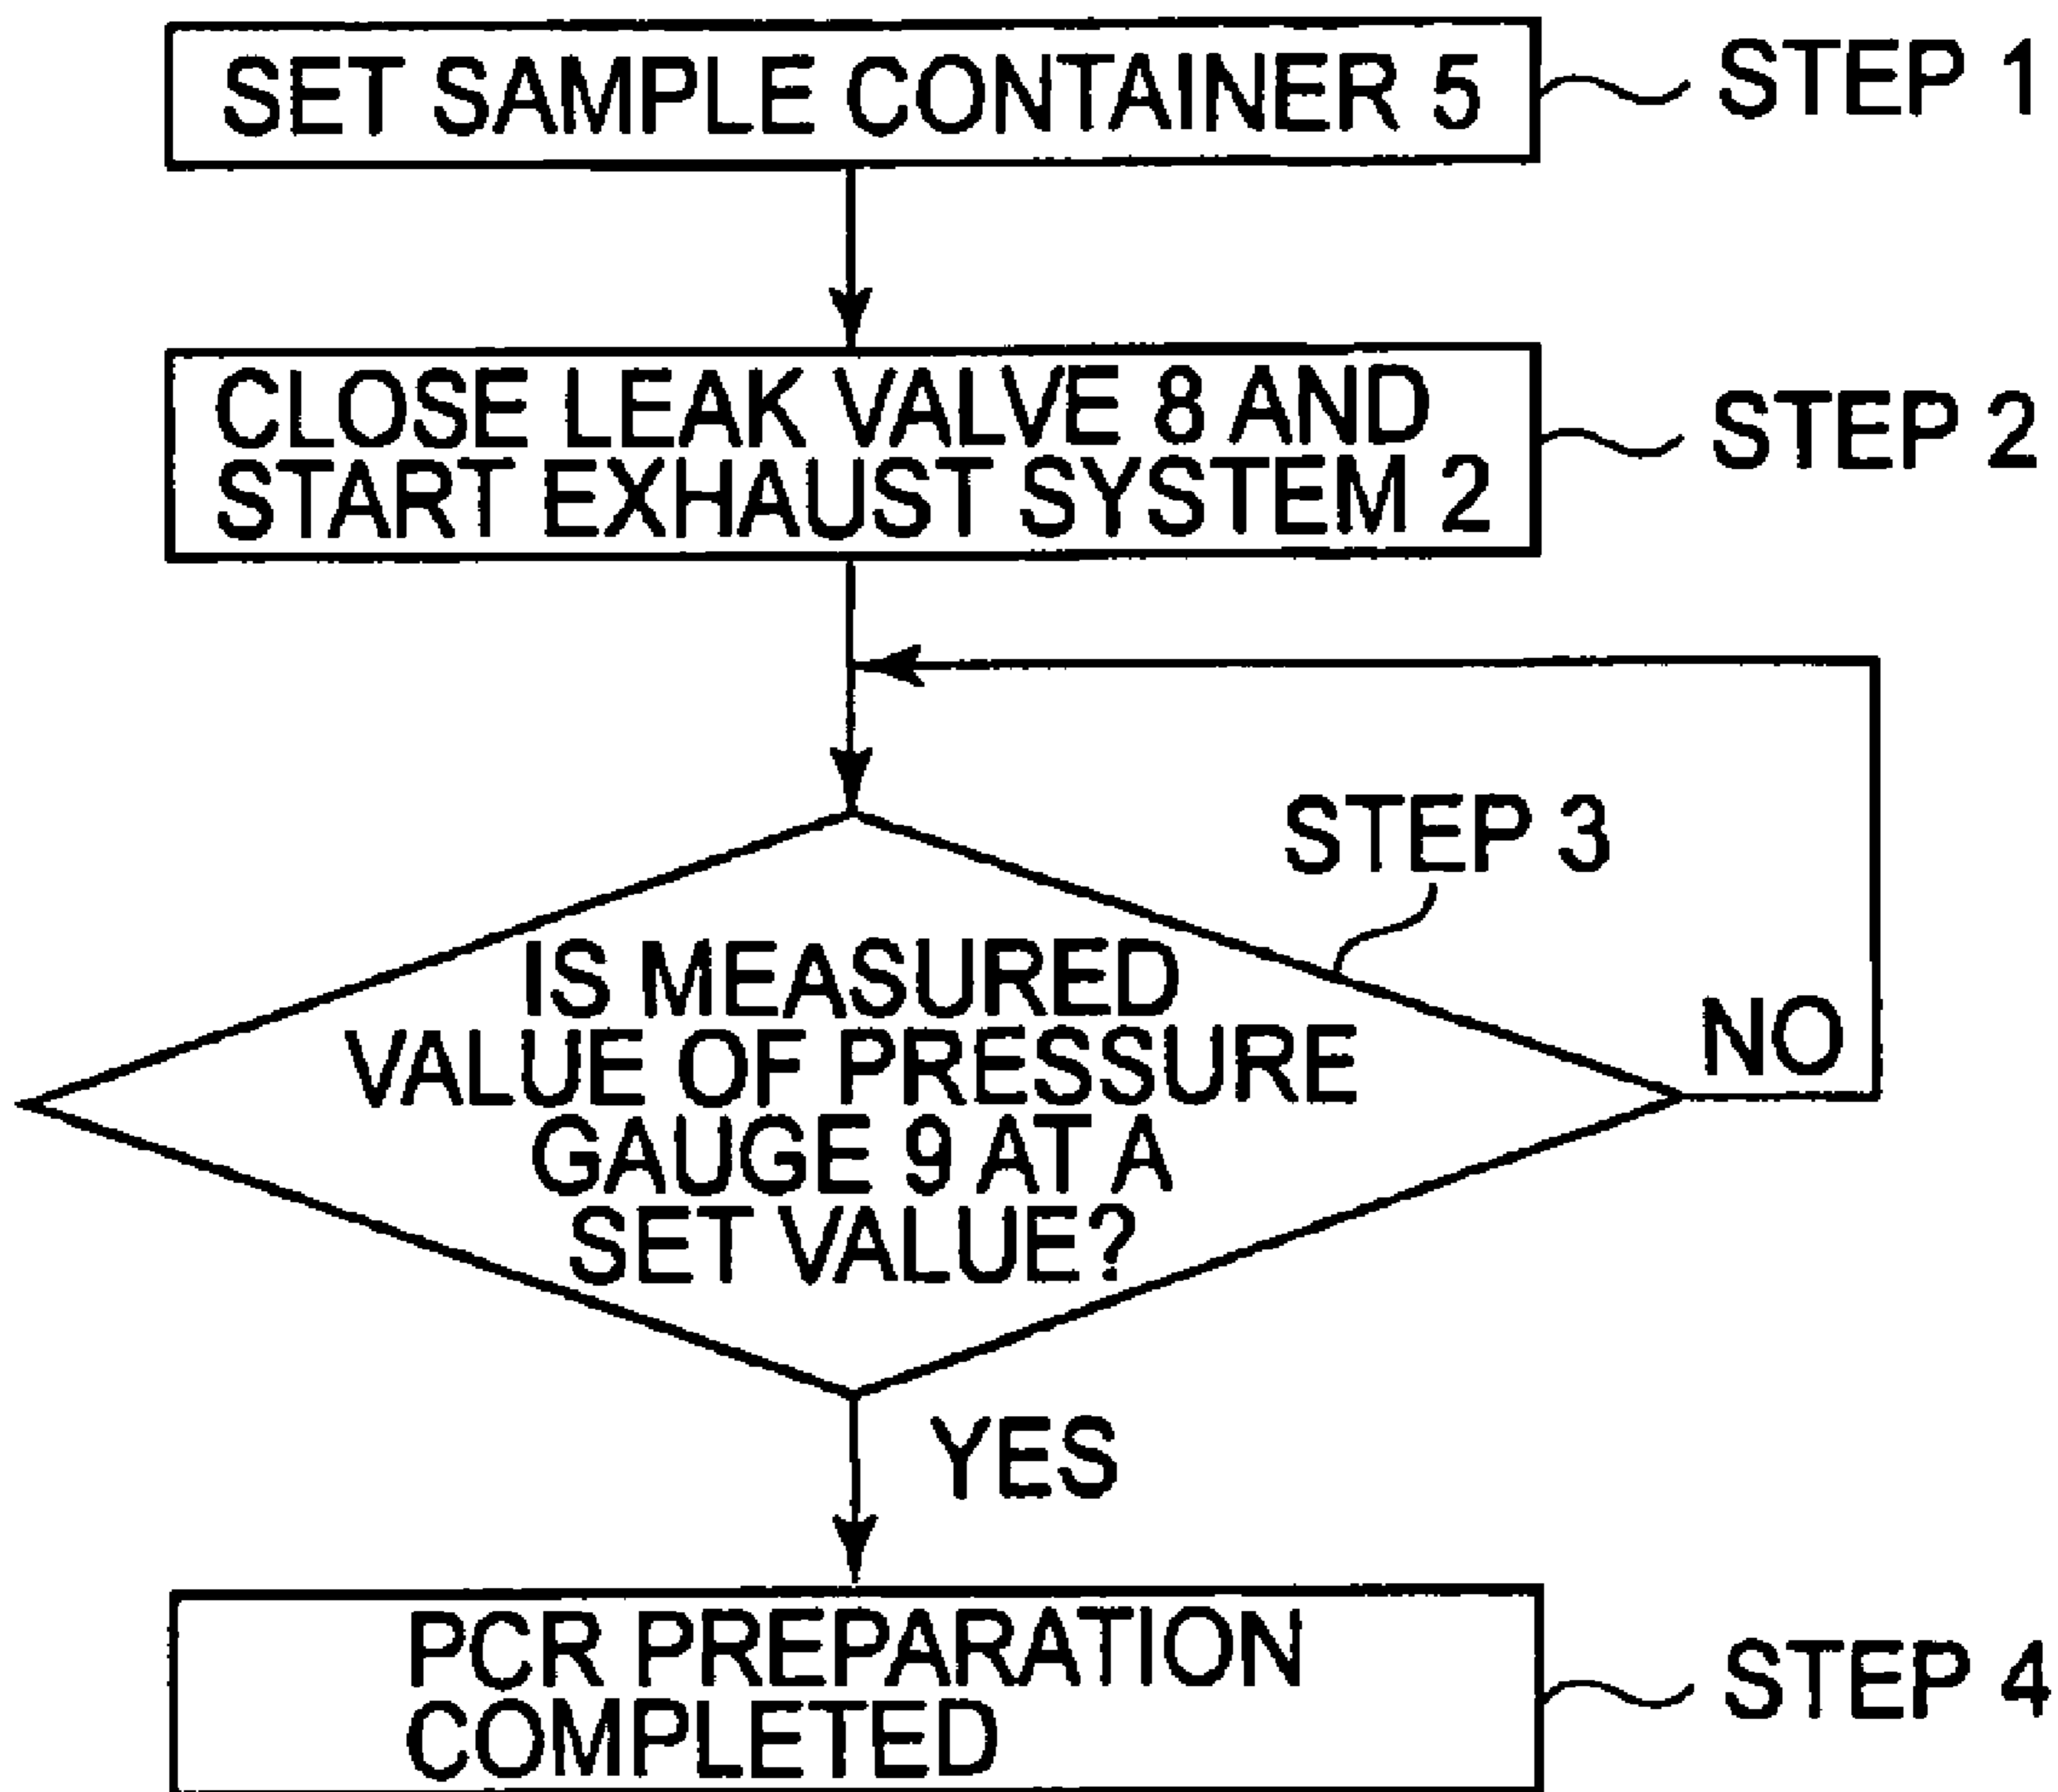 SET SAMPLE CONTAINER 5
STEP 1
CLOSE LEAK VALVE 8 AND
START EXHAUST SYSTEM 2
STEP 2
STEP 3
IS MEASURED
VALUE OF PRESSURE
GAUGE 9 AT A
SET VALUE?
NO
YES
PCR PREPARATION
COMPLETED
STEP 4